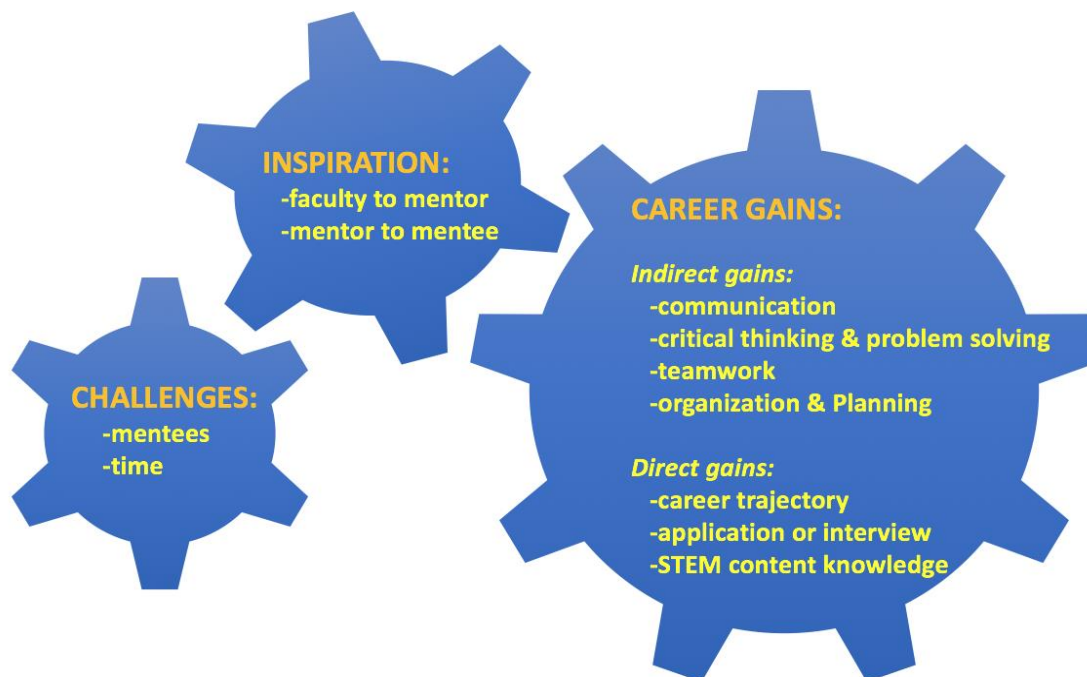 INSPIRATION:
-faculty to mentor
-mentor to mentee
CHALLENGES:
-mentees
-time
CAREER GAINS:
Indirect gains:
-communication
-critical thinking & problem solving
-teamwork
-organization & Planning
Direct gains:
-career trajectory
-application or interview
-STEM content knowledge